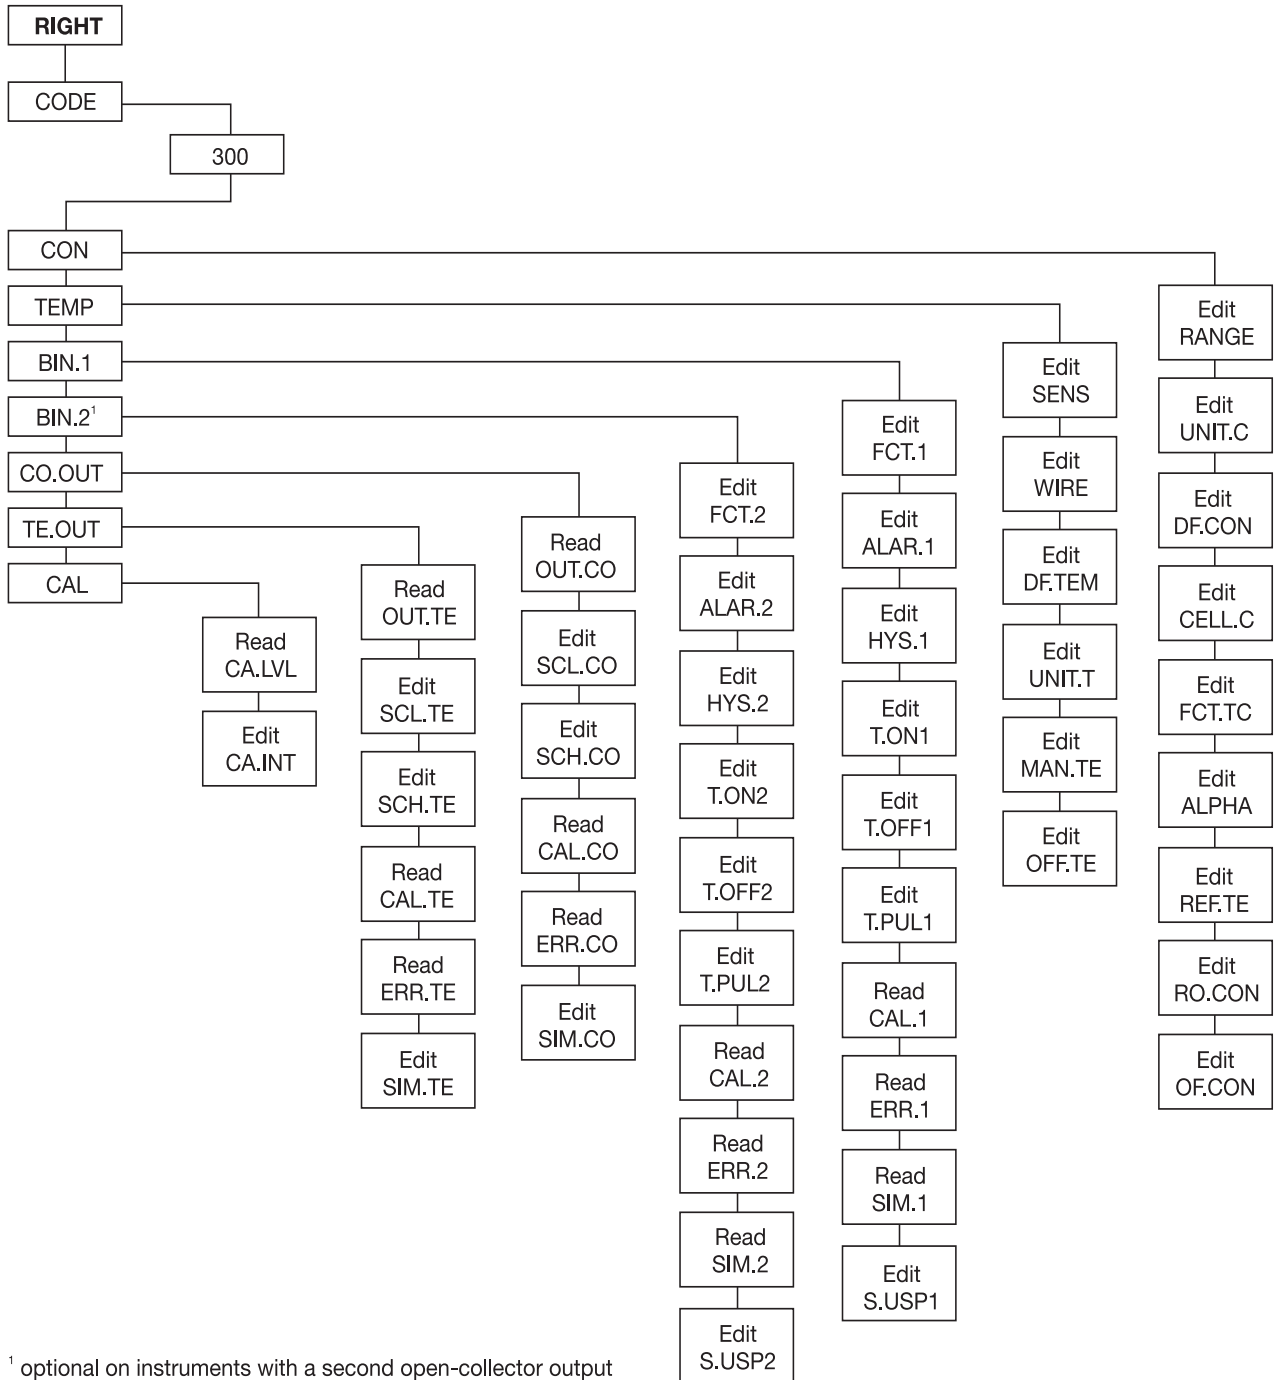 RIGHT
CODE
300
CON
TEMP
BIN.1
BIN.2¹
CO.OUT
TE.OUT
CAL
Read
CA.LVL
Edit
CA.INT
Read
OUT.TE
Edit
SCL.TE
Edit
SCH.TE
Read
CAL.TE
Read
ERR.TE
Edit
SIM.TE
Read
OUT.CO
Edit
SCL.CO
Edit
SCH.CO
Read
CAL.CO
Read
ERR.CO
Edit
SIM.CO
Edit
FCT.2
Edit
ALAR.2
Edit
HYS.2
Edit
T.ON2
Edit
T.OFF2
Edit
T.PUL2
Read
CAL.2
Read
ERR.2
Read
SIM.2
Edit
S.USP2
Edit
FCT.1
Edit
ALAR.1
Edit
HYS.1
Edit
T.ON1
Edit
T.OFF1
Edit
T.PUL1
Read
CAL.1
Read
ERR.1
Read
SIM.1
Edit
S.USP1
Edit
SENS
Edit
WIRE
Edit
DF.TEM
Edit
UNIT.T
Edit
MAN.TE
Edit
OFF.TE
Edit
RANGE
Edit
UNIT.C
Edit
DF.CON
Edit
CELL.C
Edit
FCT.TC
Edit
ALPHA
Edit
REF.TE
Edit
RO.CON
Edit
OF.CON
¹ optional on instruments with a second open-collector output